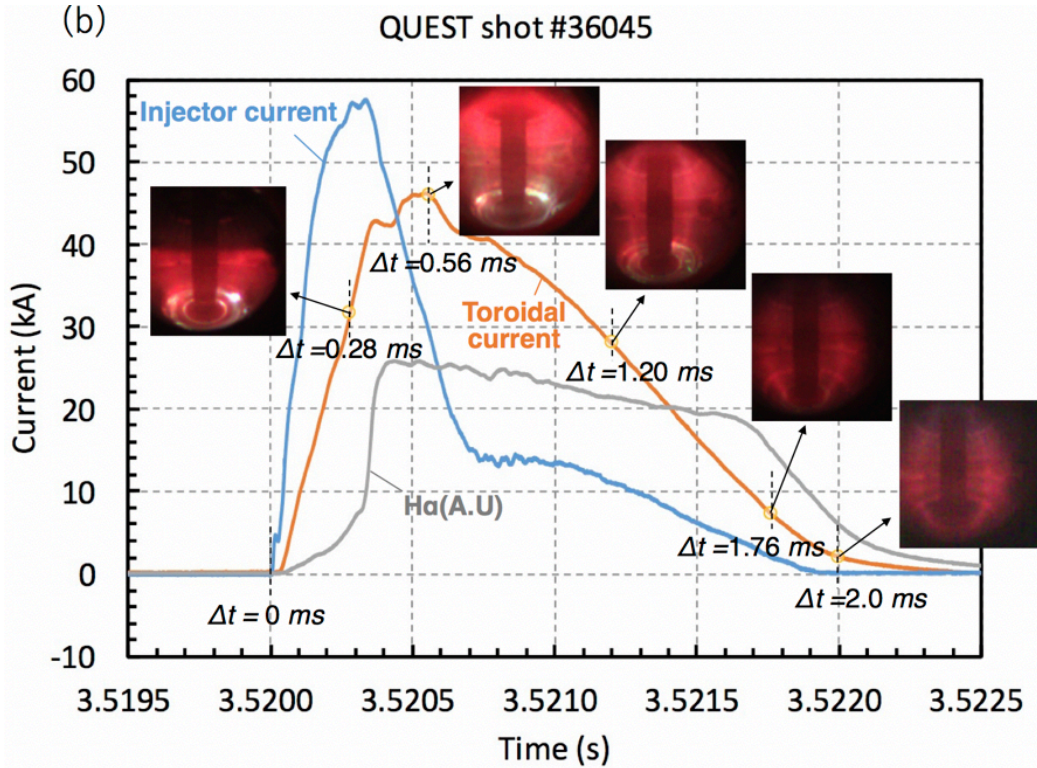 (b)
QUEST shot #36045
60
50
40
30
20
10
0
-10
Current (kA)
Injector current
Δt=0.28 ms
Δt=0.56 ms
Toroidal
current
Δt=1.20 ms
Hα(A.U)
Δt=1.76 ms
Δt = 0 ms
Δt=2.0 ms
3.5195 3.5200 3.5205 3.5210 3.5215 3.5220 3.5225
Time (s)